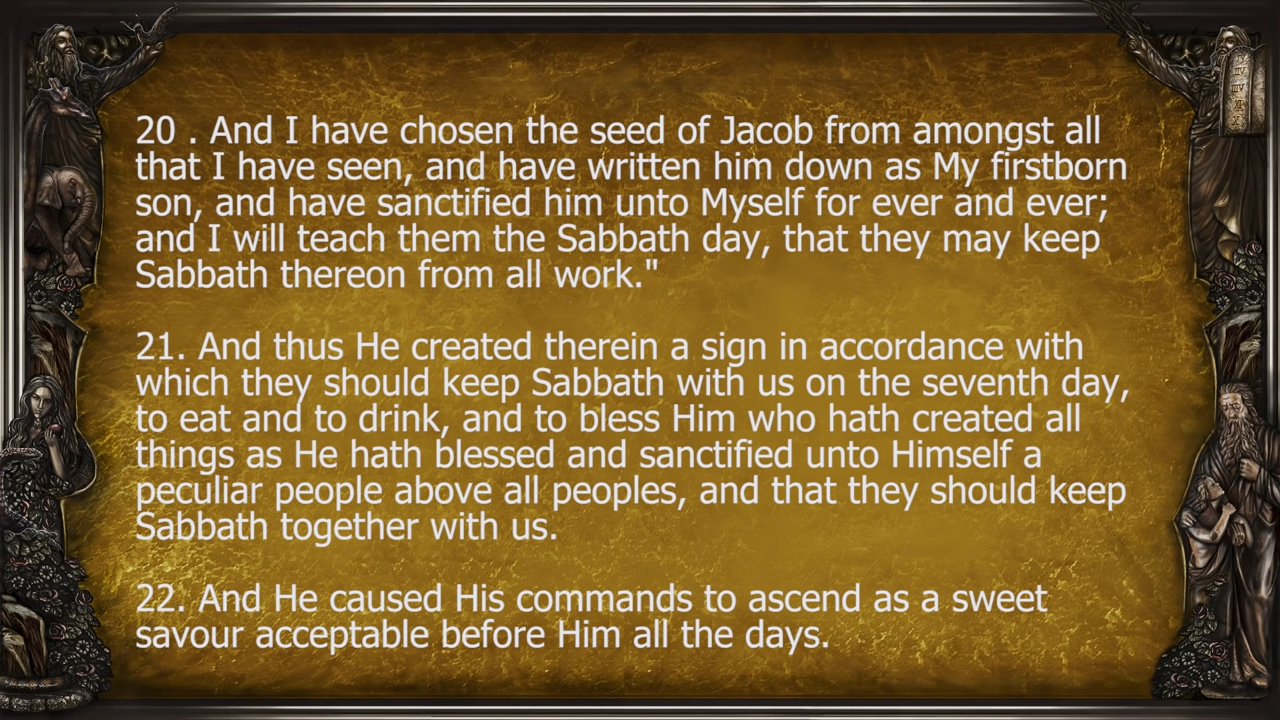 20 . And I have chosen the seed of Jacob from amongst all
that I have seen, and have written him down as My firstborn
son, and have sanctified him unto Myself for ever and ever;
and I will teach them the Sabbath day, that they may keep
Sabbath thereon from all work."
21. And thus He created therein a sign in accordance with
which they should keep Sabbath with us on the seventh day,
to eat and to drink, and to bless Him who hath created all
things as He hath blessed and sanctified unto Himself a
peculiar people above all peoples, and that they should keep
Sabbath together with us.
22. And He caused His commands to ascend as a sweet
savour acceptable before Him all the days.